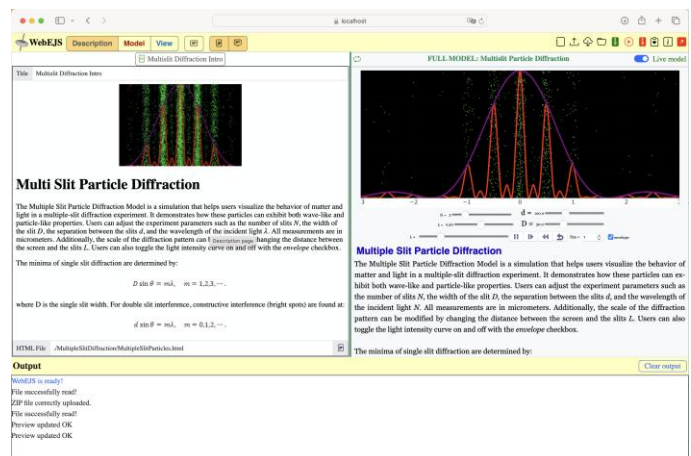 localhost
WebEJS Description Model View
Multislit Diffraction Intro
FULL MODEL: Multislit Particle Diffraction
Live model
Title Multislit Diffraction Intro
Multi Slit Particle Diffraction
The Multiple Slit Particle Diffraction Model is a simulation that helps users visualize the behavior of matter and
light in a multiple-slit diffraction experiment. It demonstrates how these particles can exhibit both wave-like and
particle-like properties. Users can adjust the experiment parameters such as the number of slits N, the width of
the slit D, the separation between the slits d, and the wavelength of the incident light λ. All measurements are in
micrometers. Additionally, the scale of the diffraction pattern can Description page hanging the distance between
the screen and the slits L. Users can also toggle the light intensity curve on and off with the envelope checkbox.
The minima of single slit diffraction are determined by:
D sin θ = mλ, m = 1,2,3,⋯.
where D is the single slit width. For double slit interference, constructive interference (bright spots) are found at:
d sin θ = mλ, m = 0,1,2,⋯.
HTML File /MultipleSlitDiffraction/MultipleSlitParticles.html
3 -2 -1 0 1 2 3
d =
D =
envelope
Multiple Slit Particle Diffraction
The Multiple Slit Particle Diffraction Model is a simulation that helps users visualize the behavior of
matter and light in a multiple-slit diffraction experiment. It demonstrates how these particles can ex-
hibit both wave-like and particle-like properties. Users can adjust the experiment parameters such as
the number of slits N, the width of the slit D, the separation between the slits d, and the wavelength of
the incident light N. All measurements are in micrometers. Additionally, the scale of the diffraction
pattern can be modified by changing the distance between the screen and the slits L. Users can also
toggle the light intensity curve on and off with the envelope checkbox.
The minima of single slit diffraction are determined by:
Output
Clear output
WebEJS is ready!
File successfully read!
ZIP file correctly uploaded.
File successfully read!
Preview updated OK
Preview updated OK